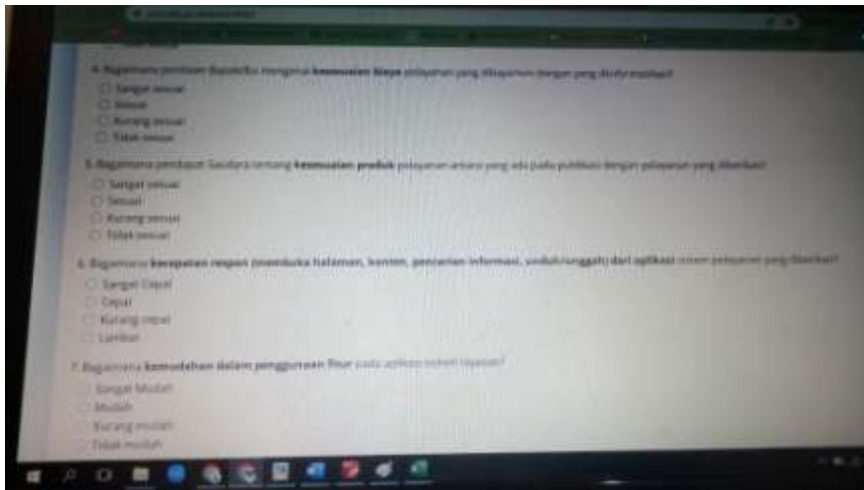 4. Bagaimana penilaian Bapak/Ibu mengenai kesesuaian biaya pelayanan yang dibayarkan dengan yang diinformasikan?
Sangat sesuai
Sesuai
Kurang sesuai
Tidak sesuai
5. Bagaimana pendapat Saudara tentang kesesuaian produk pelayanan antara yang ada pada publikasi dengan pelayanan yang diberikan?
Sangat sesuai
Sesuai
Kurang sesuai
Tidak sesuai
6. Bagaimana kecepatan respon (membuka halaman, konten, pencarian informasi, unduh/unggah) dari aplikasi sistem pelayanan yang diberikan?
Sangat Cepat
Cepat
Kurang cepat
Lambat
7. Bagaimana kemudahan dalam penggunaan fitur pada aplikasi layanan?
Sangat Mudah
Mudah
Kurang mudah
Tidak mudah